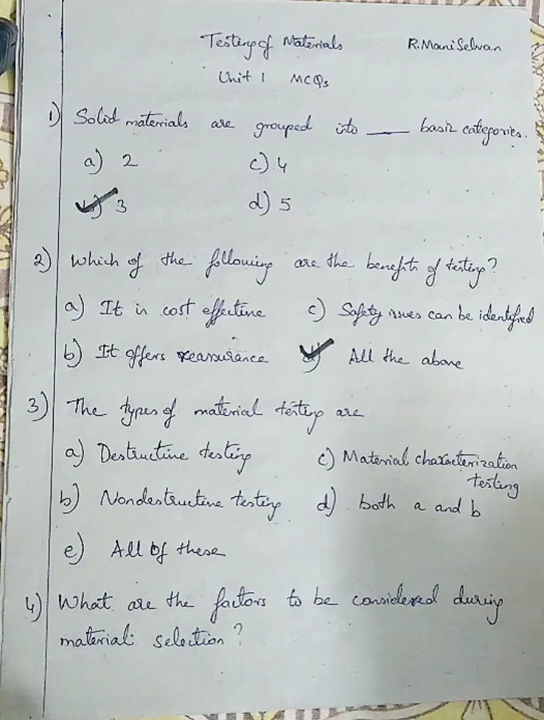 Testing of Materials R. ManiSelvan
Unit 1 MCQs
1) Solid materials are grouped into ___ basic categories.
a) 2 c) 4
b) 3 d) 5
2) Which of the following are the benefits of testing?
a) It is cost effective c) Safety issues can be identified
b) It offers reassurance d) All the above
3) The types of material testing are
a) Destructive testing c) Material characterization
testing
b) Nondestructive testing d) both a and b
e) All of these
4) What are the factors to be considered during
material selection?